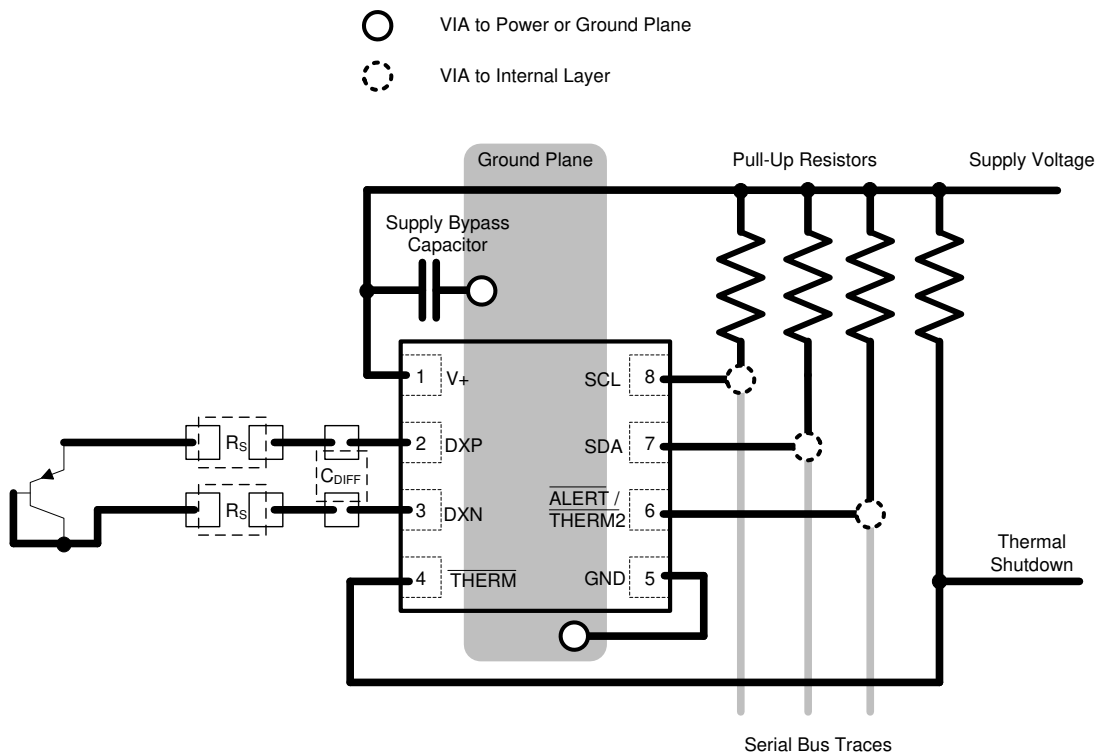 VIA to Power or Ground Plane
VIA to Internal Layer
Ground Plane
Pull-Up Resistors
Supply Voltage
Supply Bypass
Capacitor
1
V+
SCL
8
RS
2
DXP
SDA
7
CDIFF
RS
3
DXN
ALERT /
THERM2
6
4
THERM
GND
5
Thermal
Shutdown
Serial Bus Traces